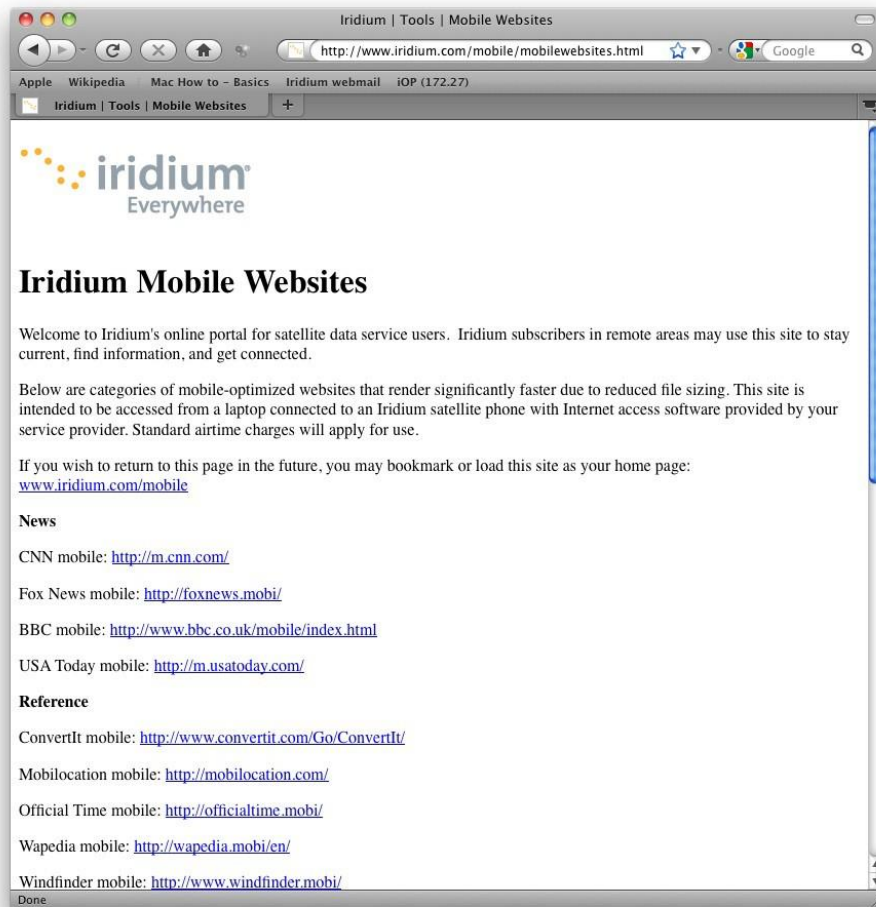 Iridium | Tools | Mobile Websites
http://www.iridium.com/mobile/mobilewebsites.html
Google
Apple Wikipedia Mac How to – Basics Iridium webmail iOP (172.27)
Iridium | Tools | Mobile Websites +
iridium®
Everywhere
Iridium Mobile Websites
Welcome to Iridium's online portal for satellite data service users. Iridium subscribers in remote areas may use this site to stay
current, find information, and get connected.
Below are categories of mobile-optimized websites that render significantly faster due to reduced file sizing. This site is
intended to be accessed from a laptop connected to an Iridium satellite phone with Internet access software provided by your
service provider. Standard airtime charges will apply for use.
If you wish to return to this page in the future, you may bookmark or load this site as your home page:
www.iridium.com/mobile
News
CNN mobile: http://m.cnn.com/
Fox News mobile: http://foxnews.mobi/
BBC mobile: http://www.bbc.co.uk/mobile/index.html
USA Today mobile: http://m.usatoday.com/
Reference
ConvertIt mobile: http://www.convertit.com/Go/ConvertIt/
Mobilocation mobile: http://mobilocation.com/
Official Time mobile: http://officialtime.mobi/
Wapedia mobile: http://wapedia.mobi/en/
Windfinder mobile: http://www.windfinder.mobi/
Done